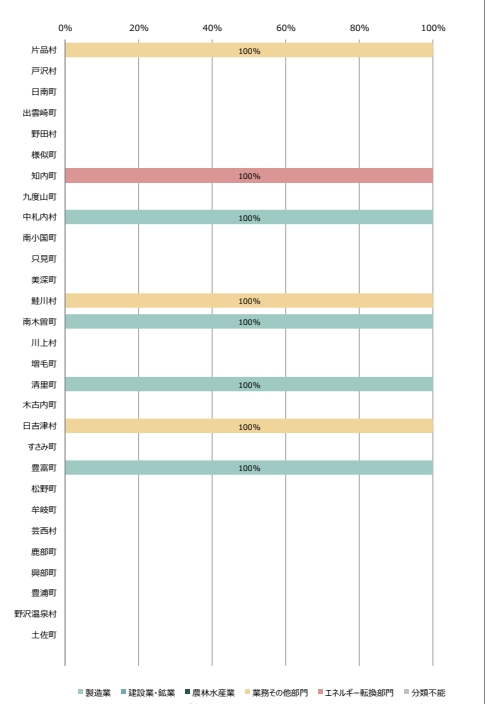 0% 20% 40% 60% 80% 100%
片品村 100%
戸沢村
日南町
出雲崎町
野田村
様似町
知内町 100%
九度山町
中札内村 100%
南小国町
只見町
美深町
鮭川村 100%
南木曽町 100%
川上村
増毛町
清里町 100%
木古内町
日吉津村 100%
すさみ町
豊富町 100%
松野町
牟岐町
芸西村
鹿部町
興部町
豊浦町
野沢温泉村
土佐町
製造業 建設業・鉱業 農林水産業 業務その他部門 エネルギー転換部門 分類不能